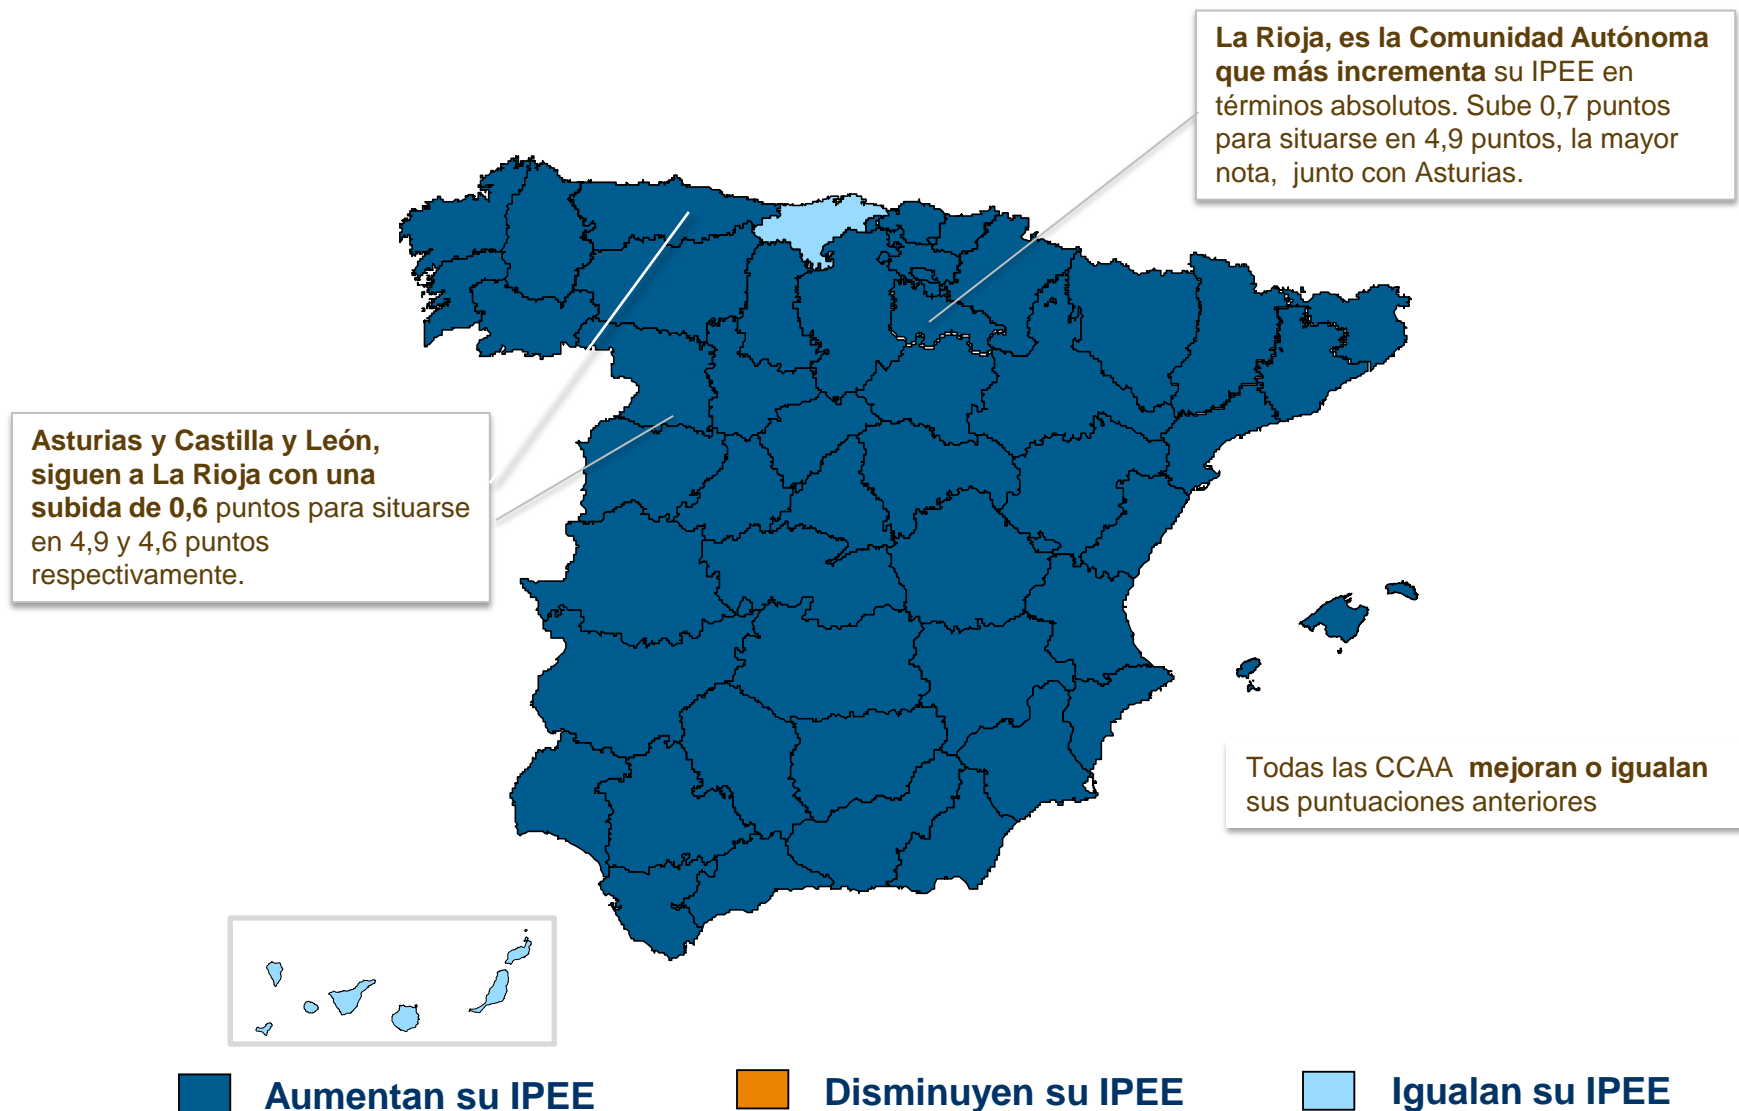 La Rioja, es la Comunidad Autónoma
que más incrementa su IPEE en
términos absolutos. Sube 0,7 puntos
para situarse en 4,9 puntos, la mayor
nota, junto con Asturias.
Asturias y Castilla y León,
siguen a La Rioja con una
subida de 0,6 puntos para situarse
en 4,9 y 4,6 puntos
respectivamente.
Todas las CCAA mejoran o igualan
sus puntuaciones anteriores
Aumentan su IPEE
Disminuyen su IPEE
Igualan su IPEE